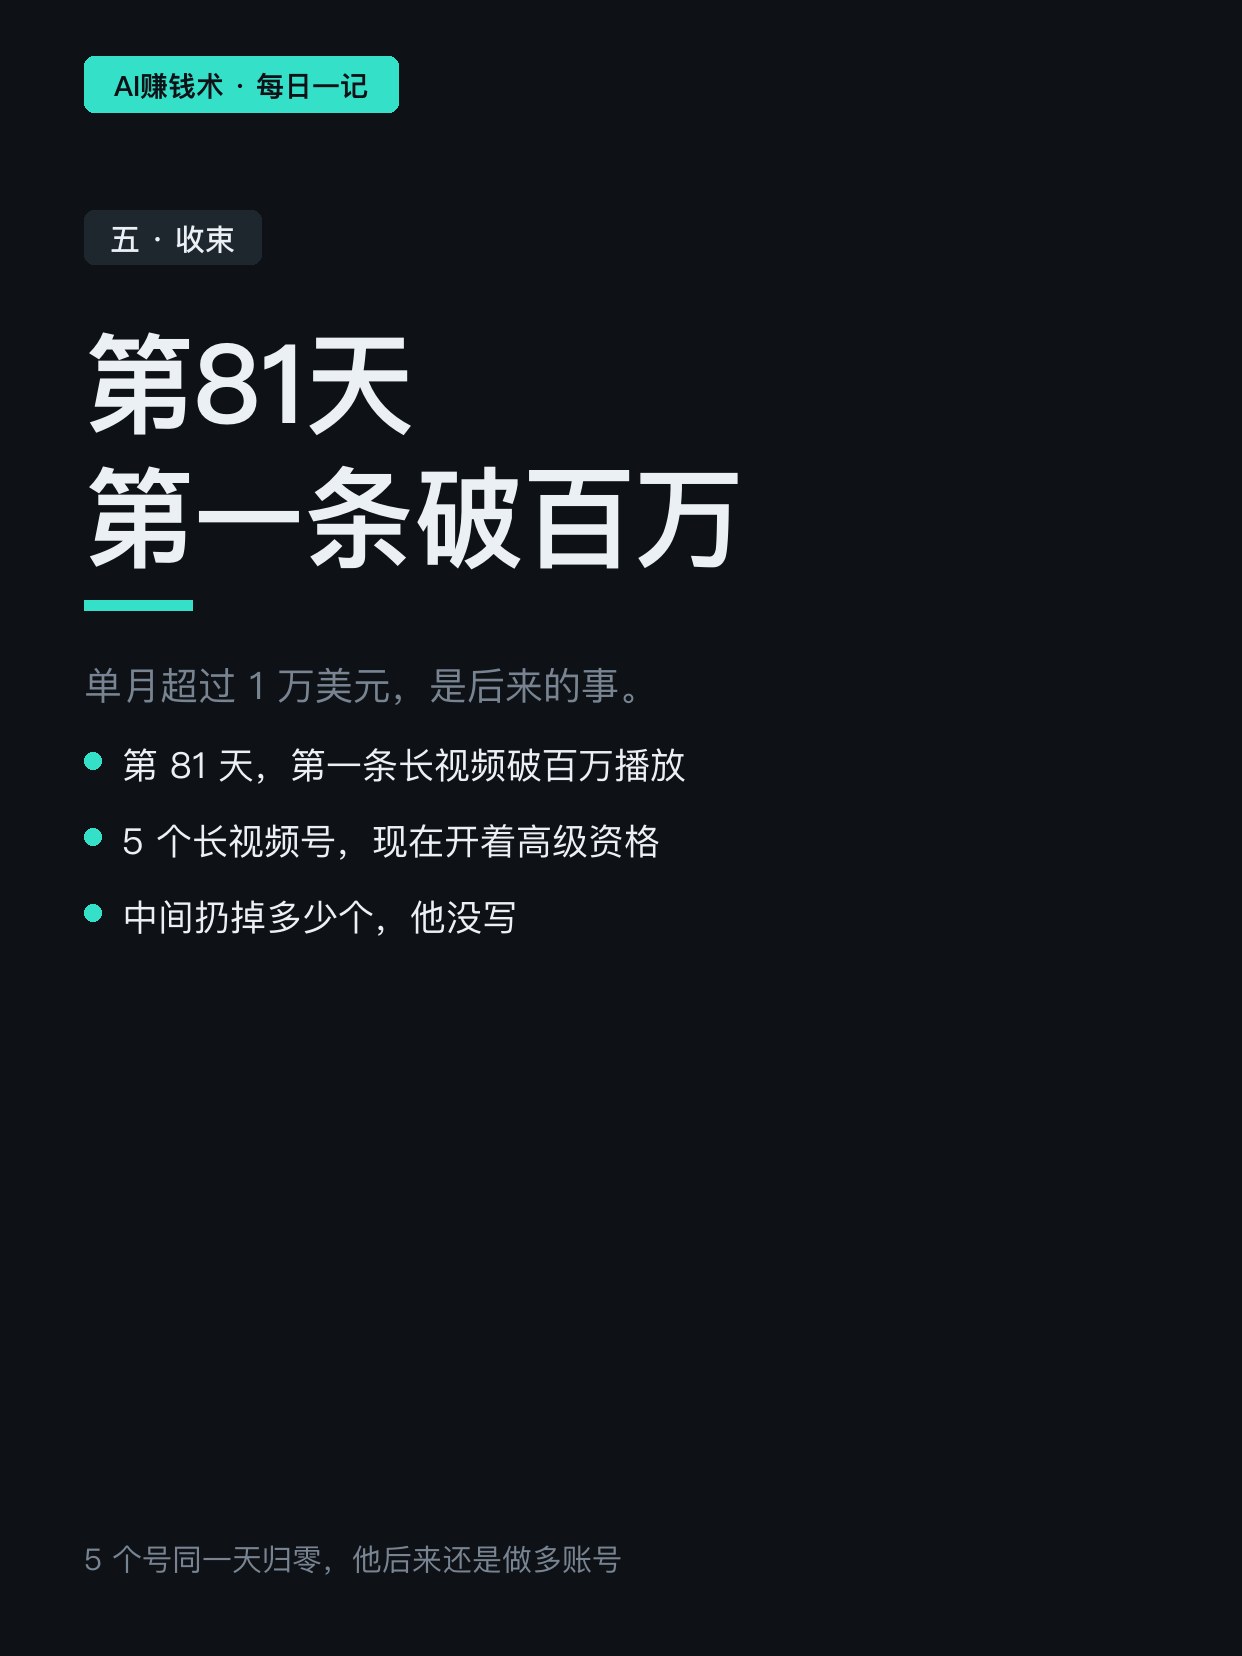 AI赚钱术 · 每日一记
五 · 收束
第81天
第一条破百万
单月超过 1 万美元，是后来的事。
第 81 天，第一条长视频破百万播放
5 个长视频号，现在开着高级资格
中间扔掉多少个，他没写
5 个号同一天归零，他后来还是做多账号